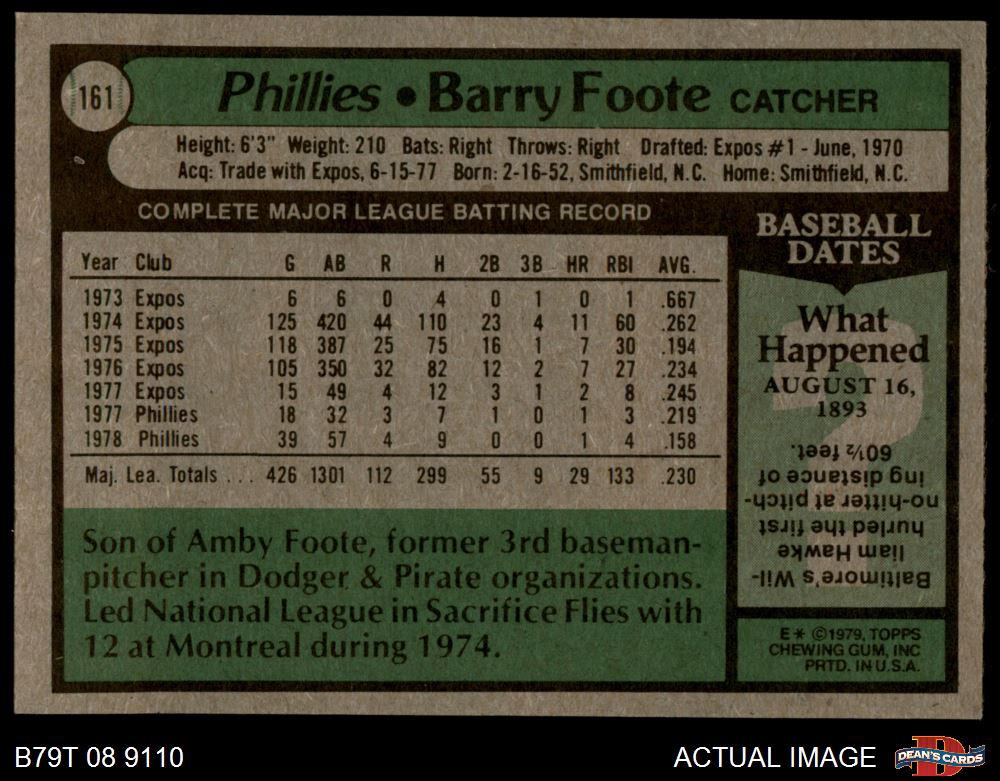 161
Phillies • Barry Foote CATCHER
Height: 6'3" Weight: 210 Bats: Right Throws: Right Drafted: Expos #1 - June, 1970
Acq: Trade with Expos, 6-15-77 Born: 2-16-52, Smithfield, N.C. Home: Smithfield, N.C.
COMPLETE MAJOR LEAGUE BATTING RECORD
Year Club G AB R H 2B 3B HR RBI AVG.
1973 Expos 6 6 0 4 0 1 0 1 .667
1974 Expos 125 420 44 110 23 4 11 60 .262
1975 Expos 118 387 25 75 16 1 7 30 .194
1976 Expos 105 350 32 82 12 2 7 27 .234
1977 Expos 15 49 4 12 3 1 2 8 .245
1977 Phillies 18 32 3 7 1 0 1 3 .219
1978 Phillies 39 57 4 9 0 0 1 4 .158
Maj. Lea. Totals ... 426 1301 112 299 55 9 29 133 .230
Son of Amby Foote, former 3rd baseman-
pitcher in Dodger & Pirate organizations.
Led National League in Sacrifice Flies with
12 at Montreal during 1974.
BASEBALL
DATES
What
Happened
AUGUST 16,
1893
Baltimore's Wil-
liam Hawke
hurled the first
no-hitter at pitch-
ing distance of
60½ feet.
E* ©1979, TOPPS
CHEWING GUM, INC
PRTD. IN U.S.A.
B79T 08 9110
ACTUAL IMAGE
D
DEAN'S CARDS